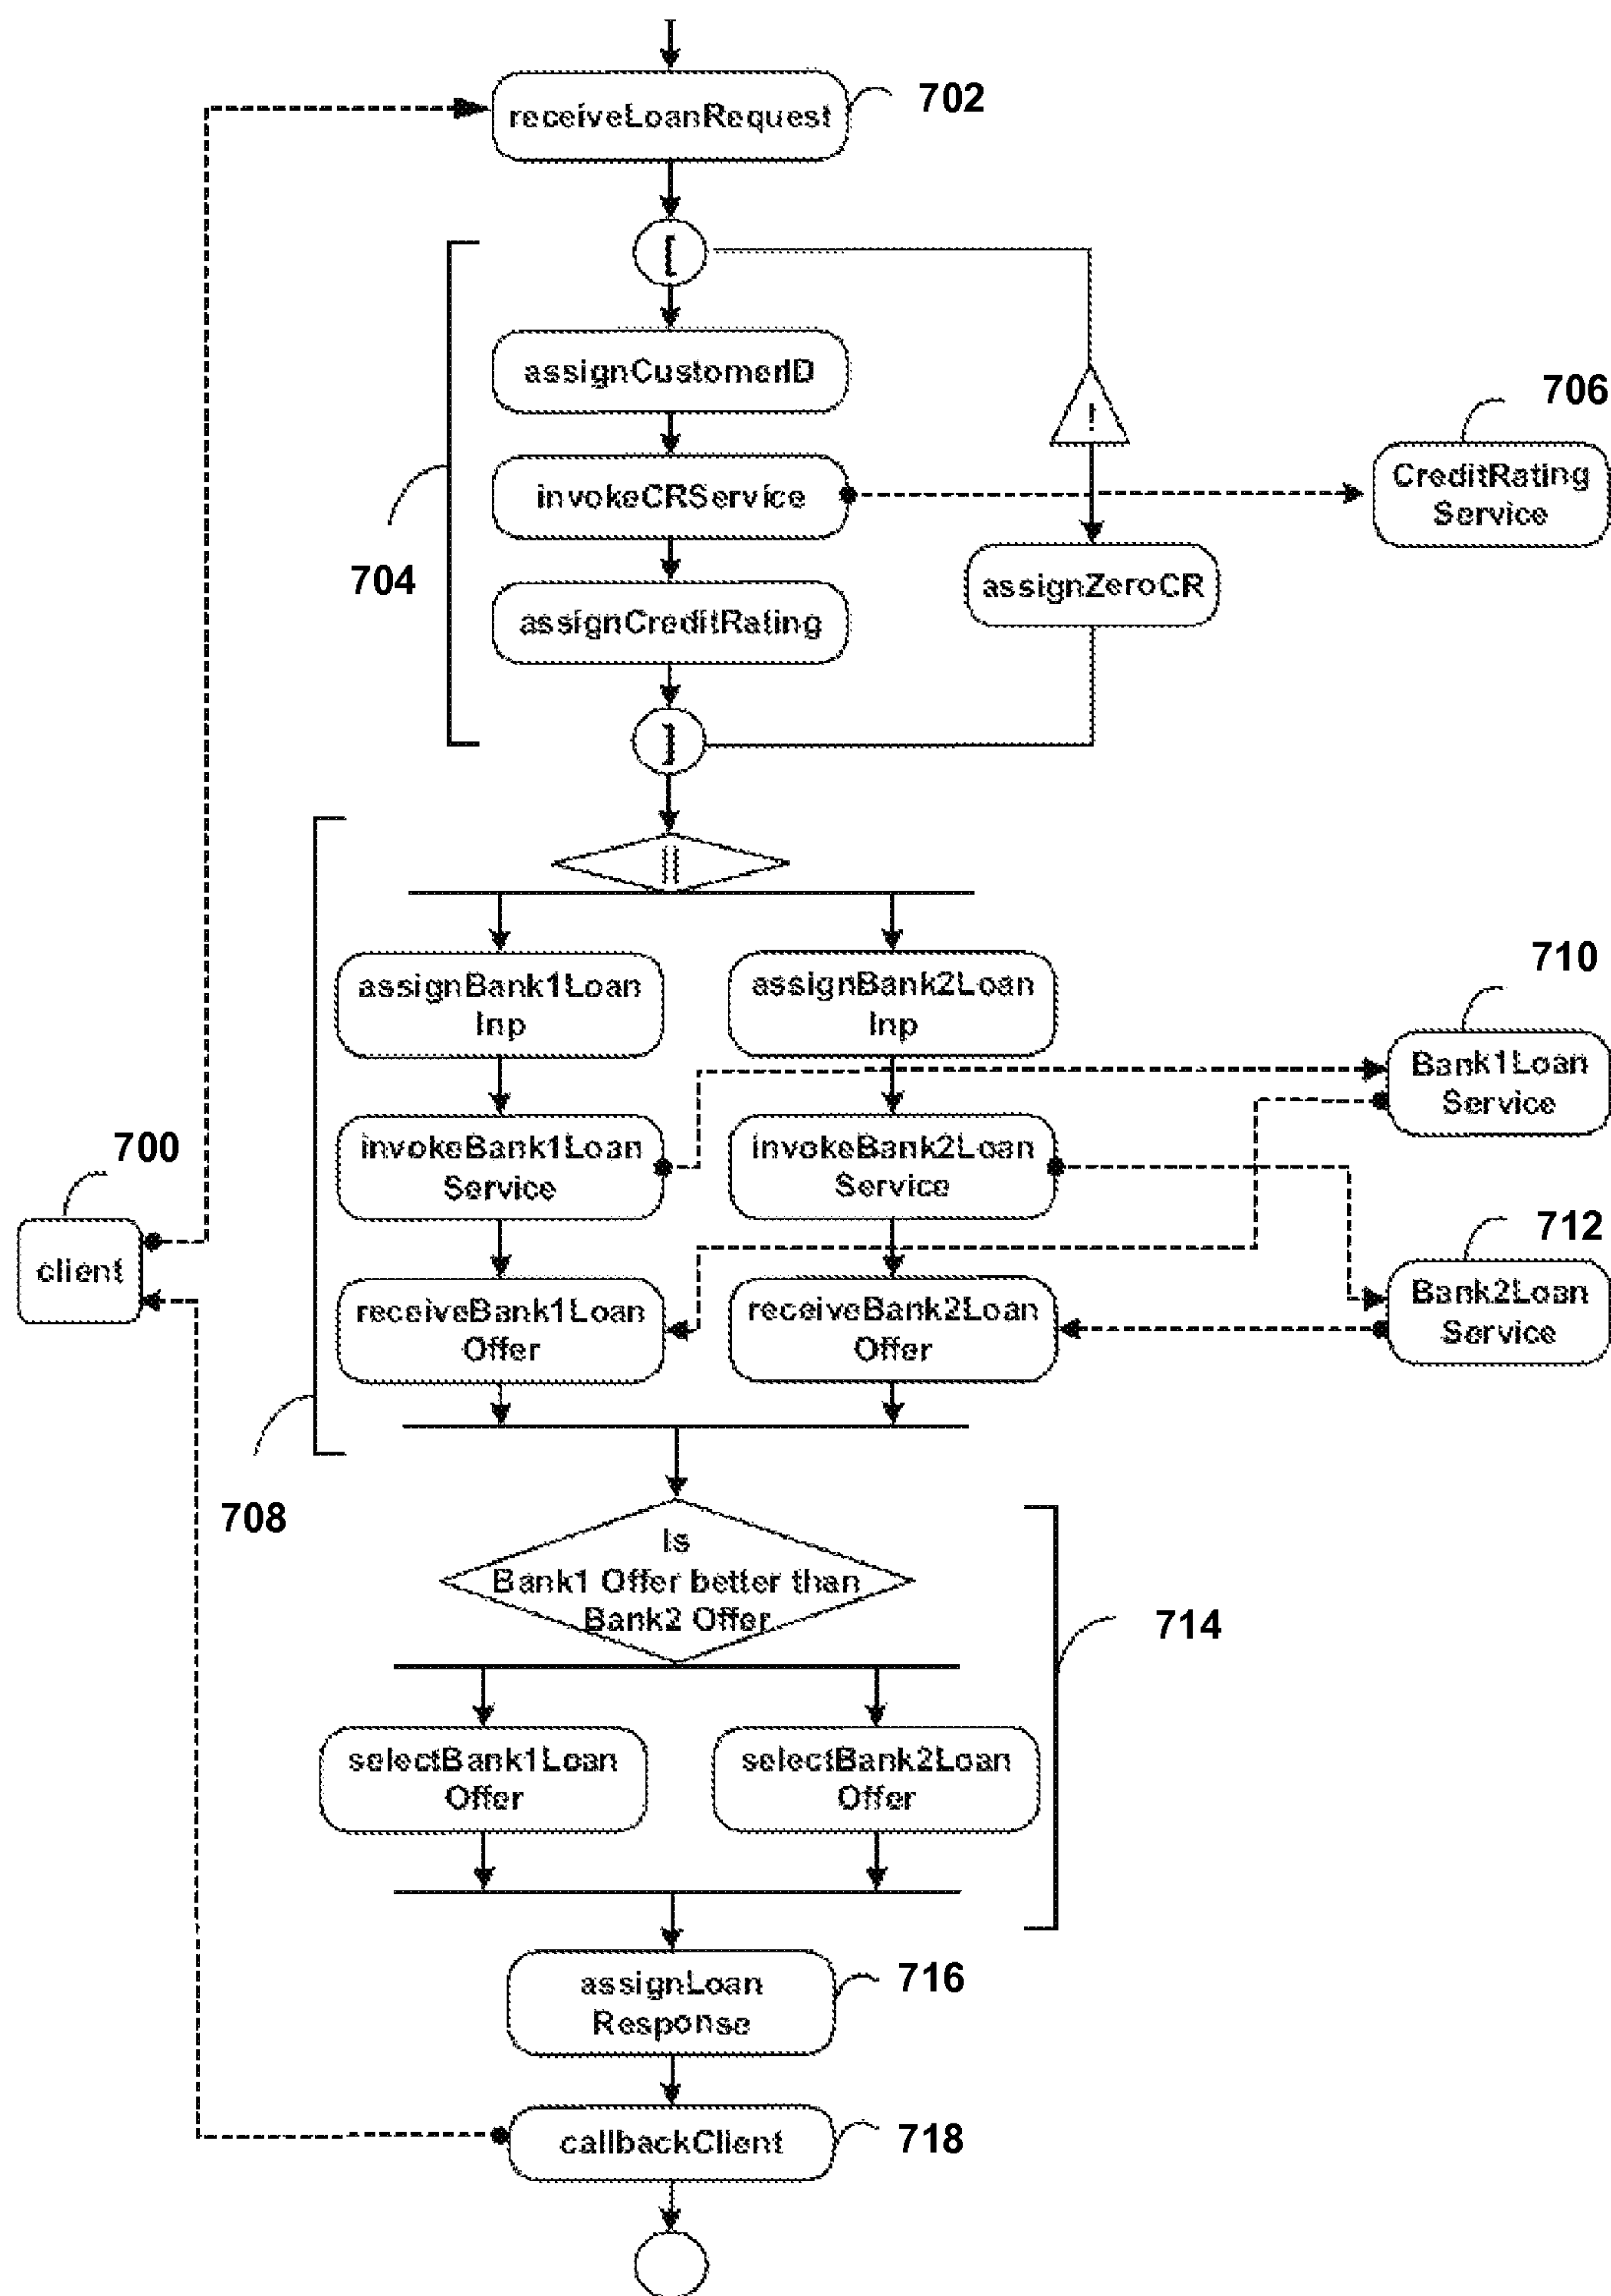 702
receiveLoanRequest
[
assignCustomerID
!
706
invokeCRService
CreditRating
Service
704
assignZeroCR
assignCreditRating
]
||
710
assignBank1Loan
Inp
assignBank2Loan
Inp
Bank1Loan
Service
700
invokeBank1Loan
Service
invokeBank2Loan
Service
712
client
receiveBank1Loan
Offer
receiveBank2Loan
Offer
Bank2Loan
Service
708
Is
Bank1 Offer better than
Bank2 Offer
714
selectBank1Loan
Offer
selectBank2Loan
Offer
assignLoan
Response
716
callbackClient
718